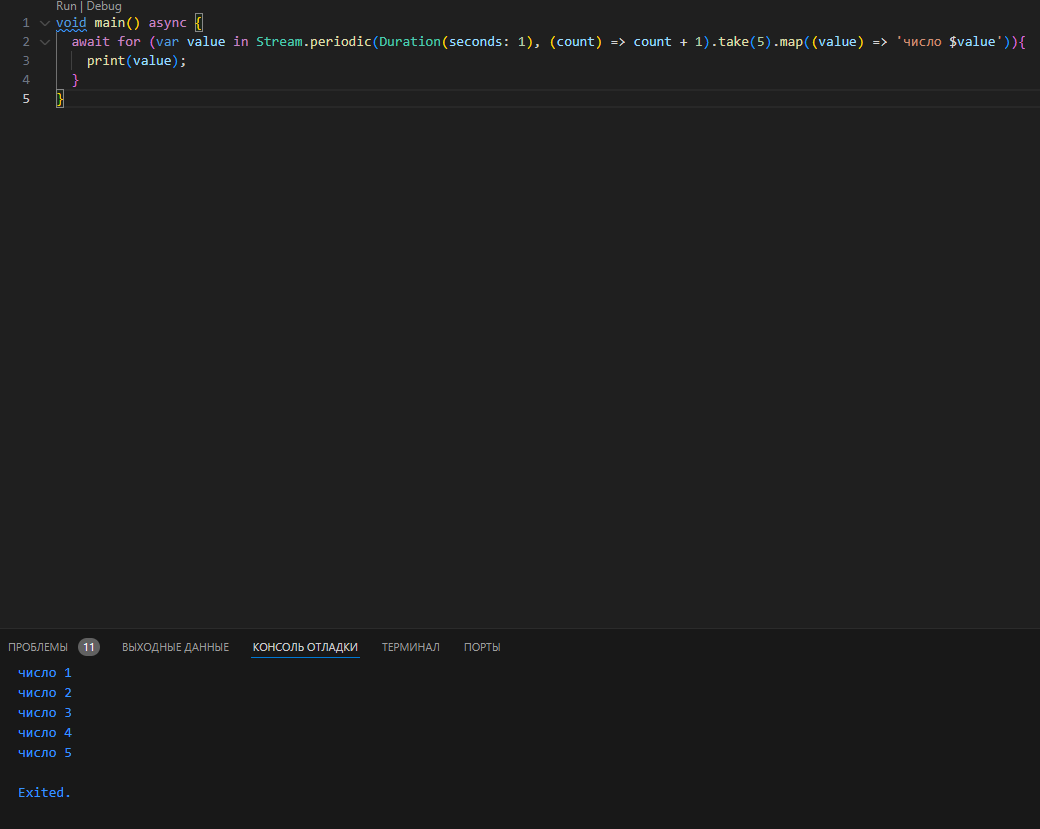 Run | Debug
1 void main() async {
2 await for (var value in Stream.periodic(Duration(seconds: 1), (count) => count + 1).take(5).map((value) => 'число $value')){
3 print(value);
4 }
5 }
ПРОБЛЕМЫ 11 ВЫХОДНЫЕ ДАННЫЕ КОНСОЛЬ ОТЛАДКИ ТЕРМИНАЛ ПОРТЫ
число 1
число 2
число 3
число 4
число 5
Exited.